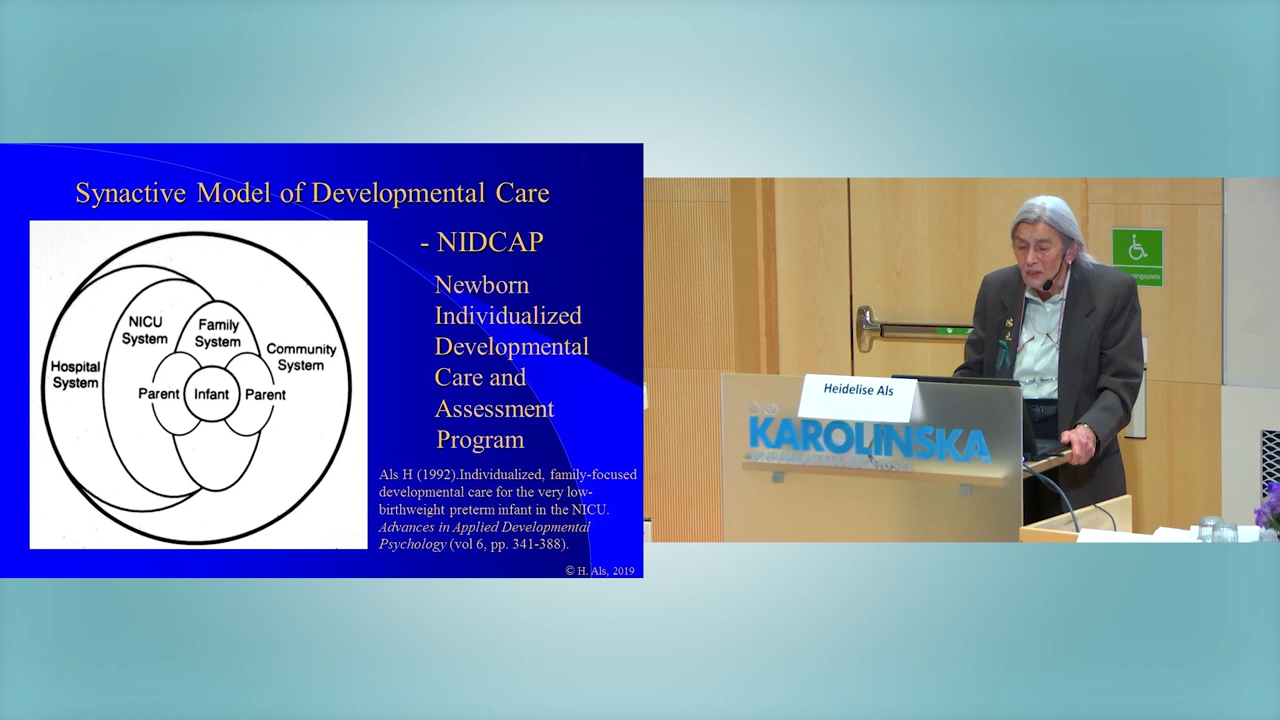 Synactive Model of Developmental Care
- NIDCAP
Newborn
Individualized
Developmental
Care and
Assessment
Program
NICU
System
Family
System
Community
System
Hospital
System
Parent
Infant
Parent
Als H (1992).Individualized, family-focused
developmental care for the very low-
birthweight preterm infant in the NICU.
Advances in Applied Developmental
Psychology (vol 6, pp. 341-388).
© H. Als, 2019
Heidelise Als
KAROLINSKA